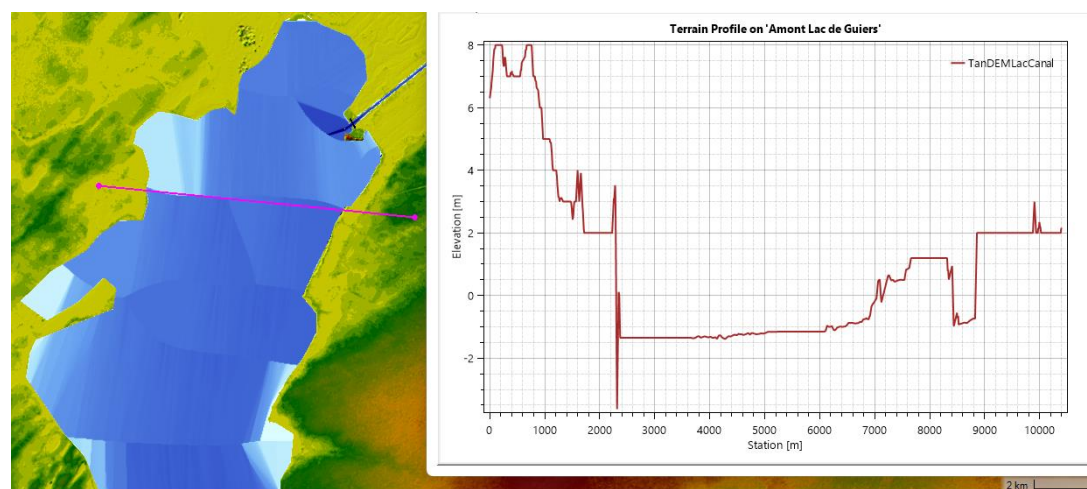 Terrain Profile on 'Amont Lac de Guiers'
TanDEMLacCanal
Elevation [m]
8
6
4
2
0
-2
0 1000 2000 3000 4000 5000 6000 7000 8000 9000 10000
Station [m]
2 km